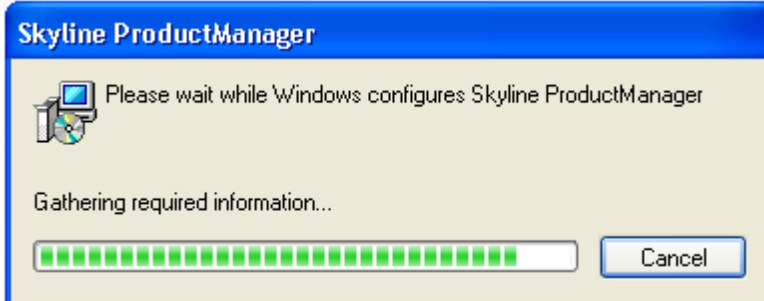 Skyline ProductManager
Please wait while Windows configures Skyline ProductManager
Gathering required information...
Cancel